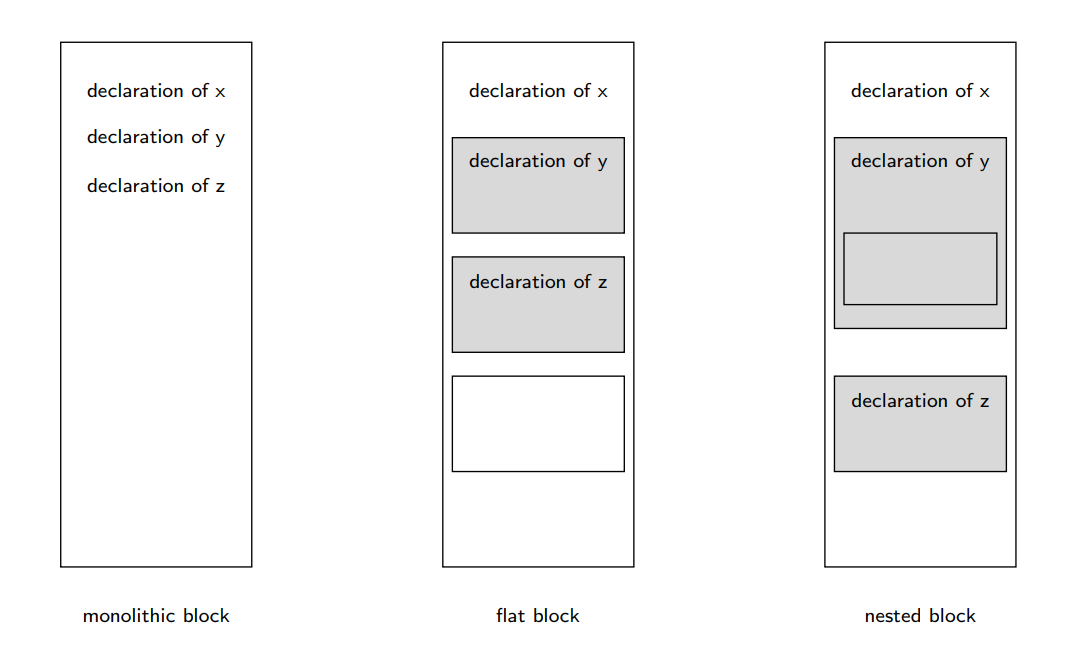 declaration of x
declaration of y
declaration of z
monolithic block
declaration of x
declaration of y
declaration of z
flat block
declaration of x
declaration of y
declaration of z
nested block